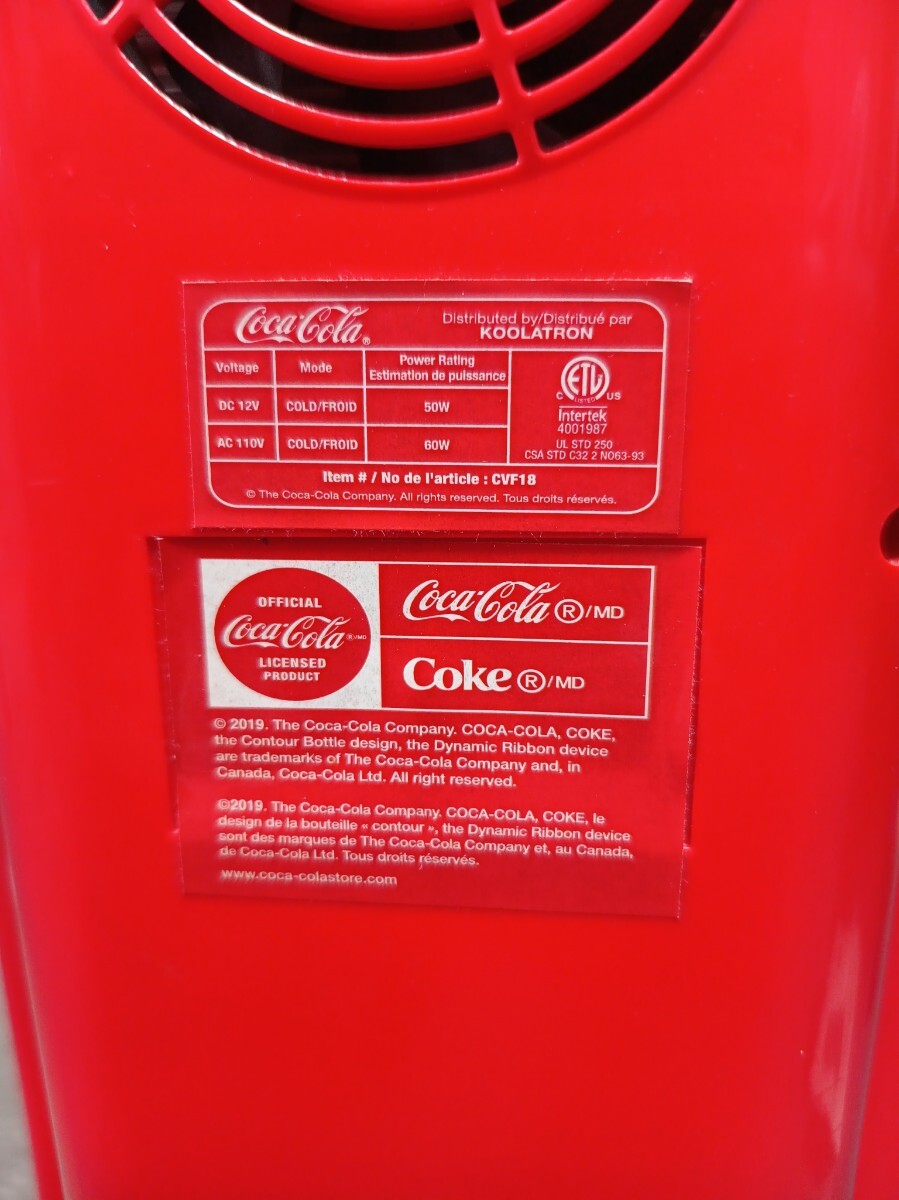 Coca-Cola®
Distributed by/Distribué par
KOOLATRON
Voltage Mode Power Rating
Estimation de puissance
DC 12V COLD/FROID 50W
AC 110V COLD/FROID 60W
C ETL US
LISTED
Intertek
4001987
UL STD 250
CSA STD C32 2 NO63-93
Item # / No de l'article : CVF18
© The Coca-Cola Company. All rights reserved. Tous droits réservés.
OFFICIAL
Coca-Cola®/MD
LICENSED
PRODUCT
Coca-Cola®/MD
Coke®/MD
© 2019. The Coca-Cola Company. COCA-COLA, COKE,
the Contour Bottle design, the Dynamic Ribbon device
are trademarks of The Coca-Cola Company and, in
Canada, Coca-Cola Ltd. All right reserved.
©2019. The Coca-Cola Company. COCA-COLA, COKE, le
design de la bouteille « contour », the Dynamic Ribbon device
sont des marques de The Coca-Cola Company et, au Canada,
de Coca-Cola Ltd. Tous droits réservés.
www.coca-colastore.com